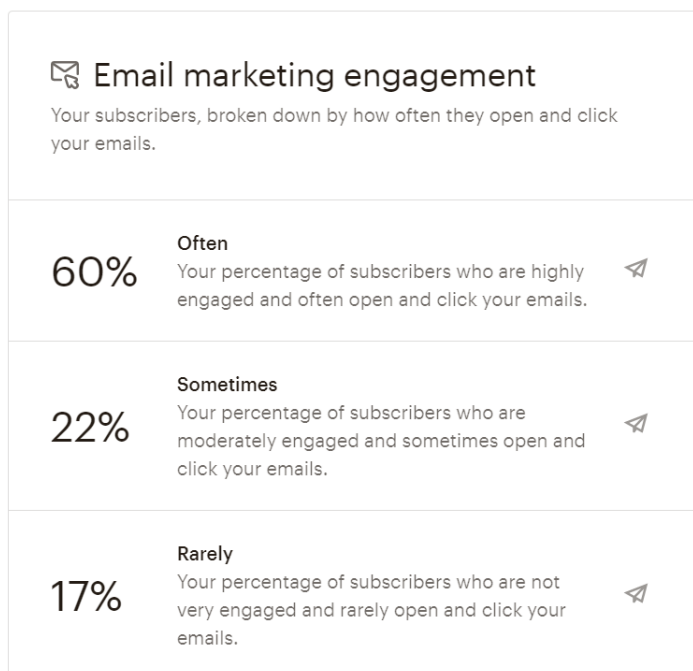 Email marketing engagement
Your subscribers, broken down by how often they open and click
your emails.
60%
Often
Your percentage of subscribers who are highly
engaged and often open and click your emails.
22%
Sometimes
Your percentage of subscribers who are
moderately engaged and sometimes open and
click your emails.
17%
Rarely
Your percentage of subscribers who are not
very engaged and rarely open and click your
emails.